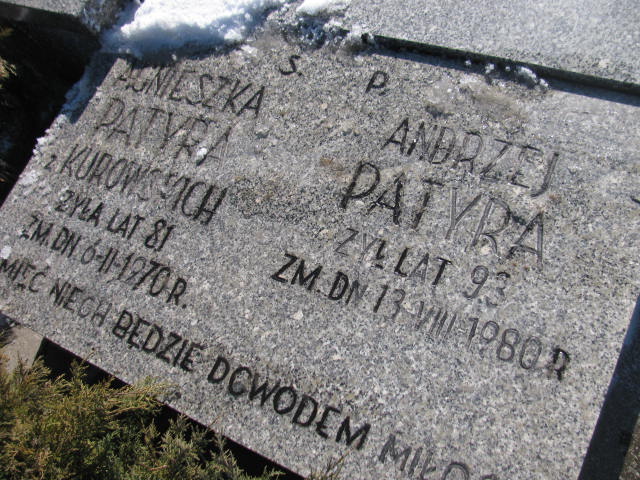 Ś. P.
AGNIESZKA
PATYRA
z KUROWSKICH
ŻYŁA LAT 81
ZM. DN 6-II-1970 R.
ANDRZEJ
PATYRA
ŻYŁ LAT 93
ZM. DN 13-VIII-1980 R
NIECH BĘDZIE DOWODEM